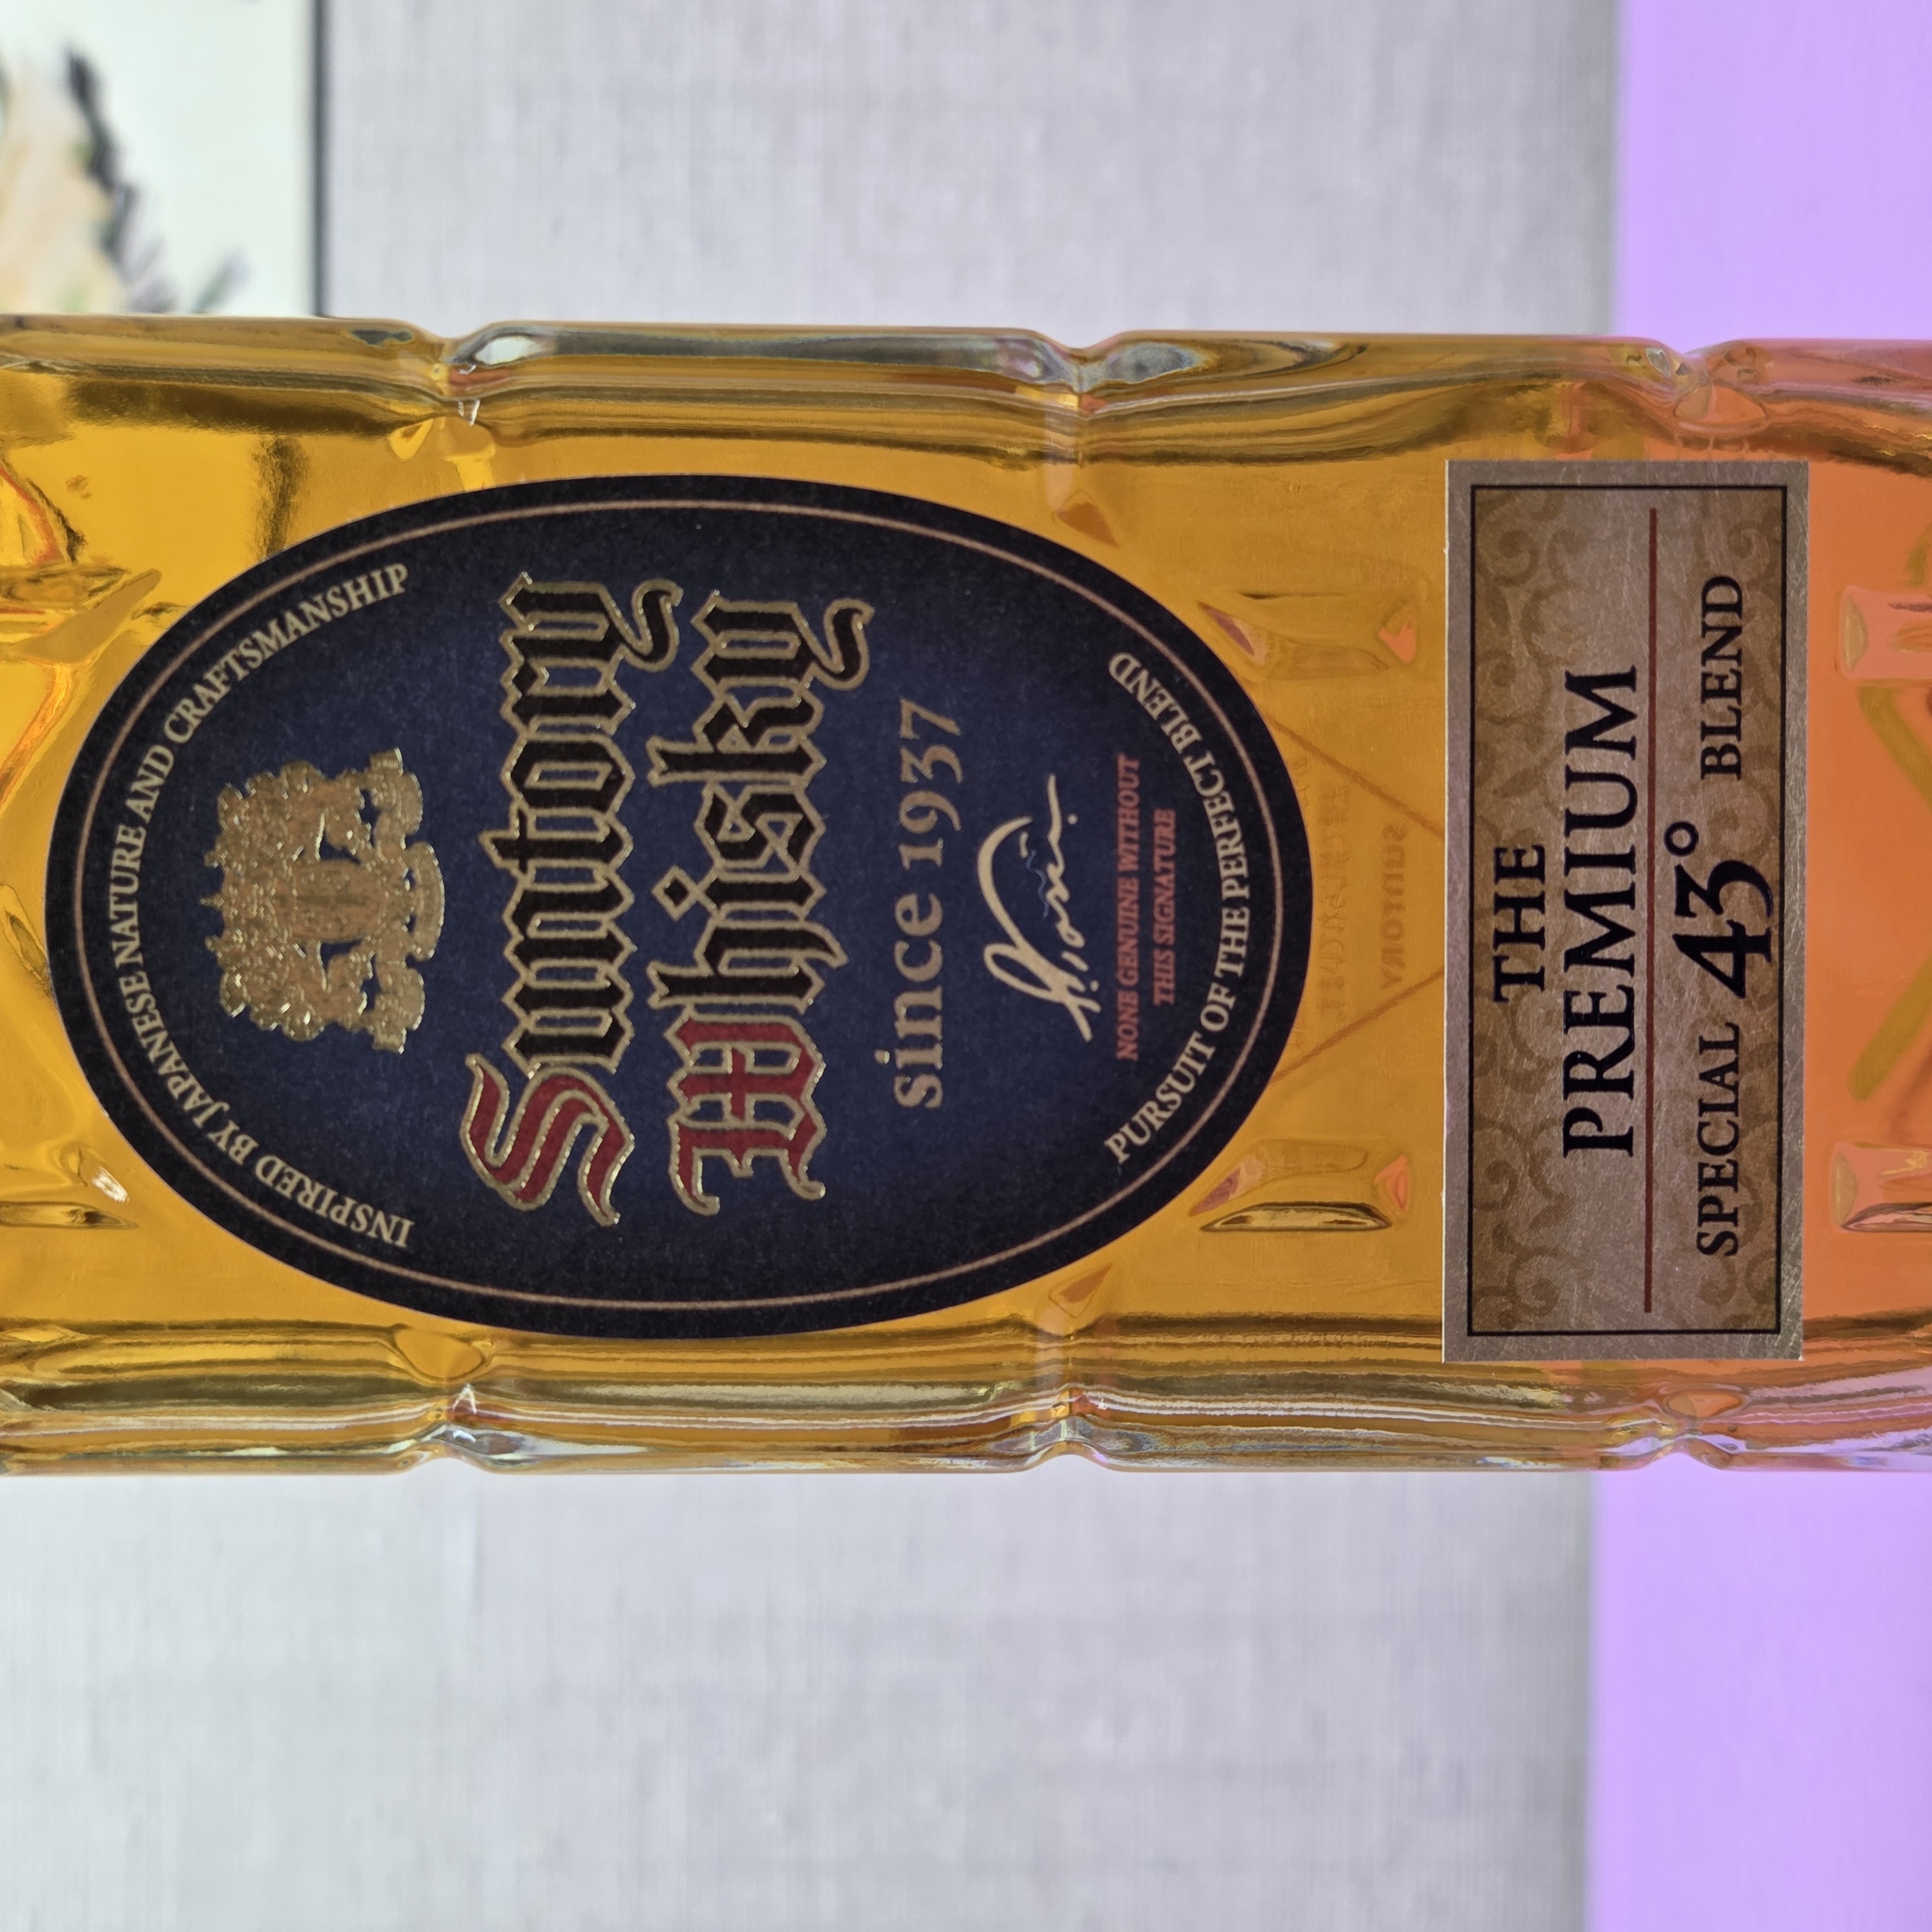 INSPIRED BY JAPANESE NATURE AND CRAFTSMANSHIP
Suntory
Whisky
since 1937
NONE GENUINE WITHOUT
THIS SIGNATURE
PURSUIT OF THE PERFECT BLEND
SUNTORY
THE
PREMIUM
SPECIAL 43° BLEND